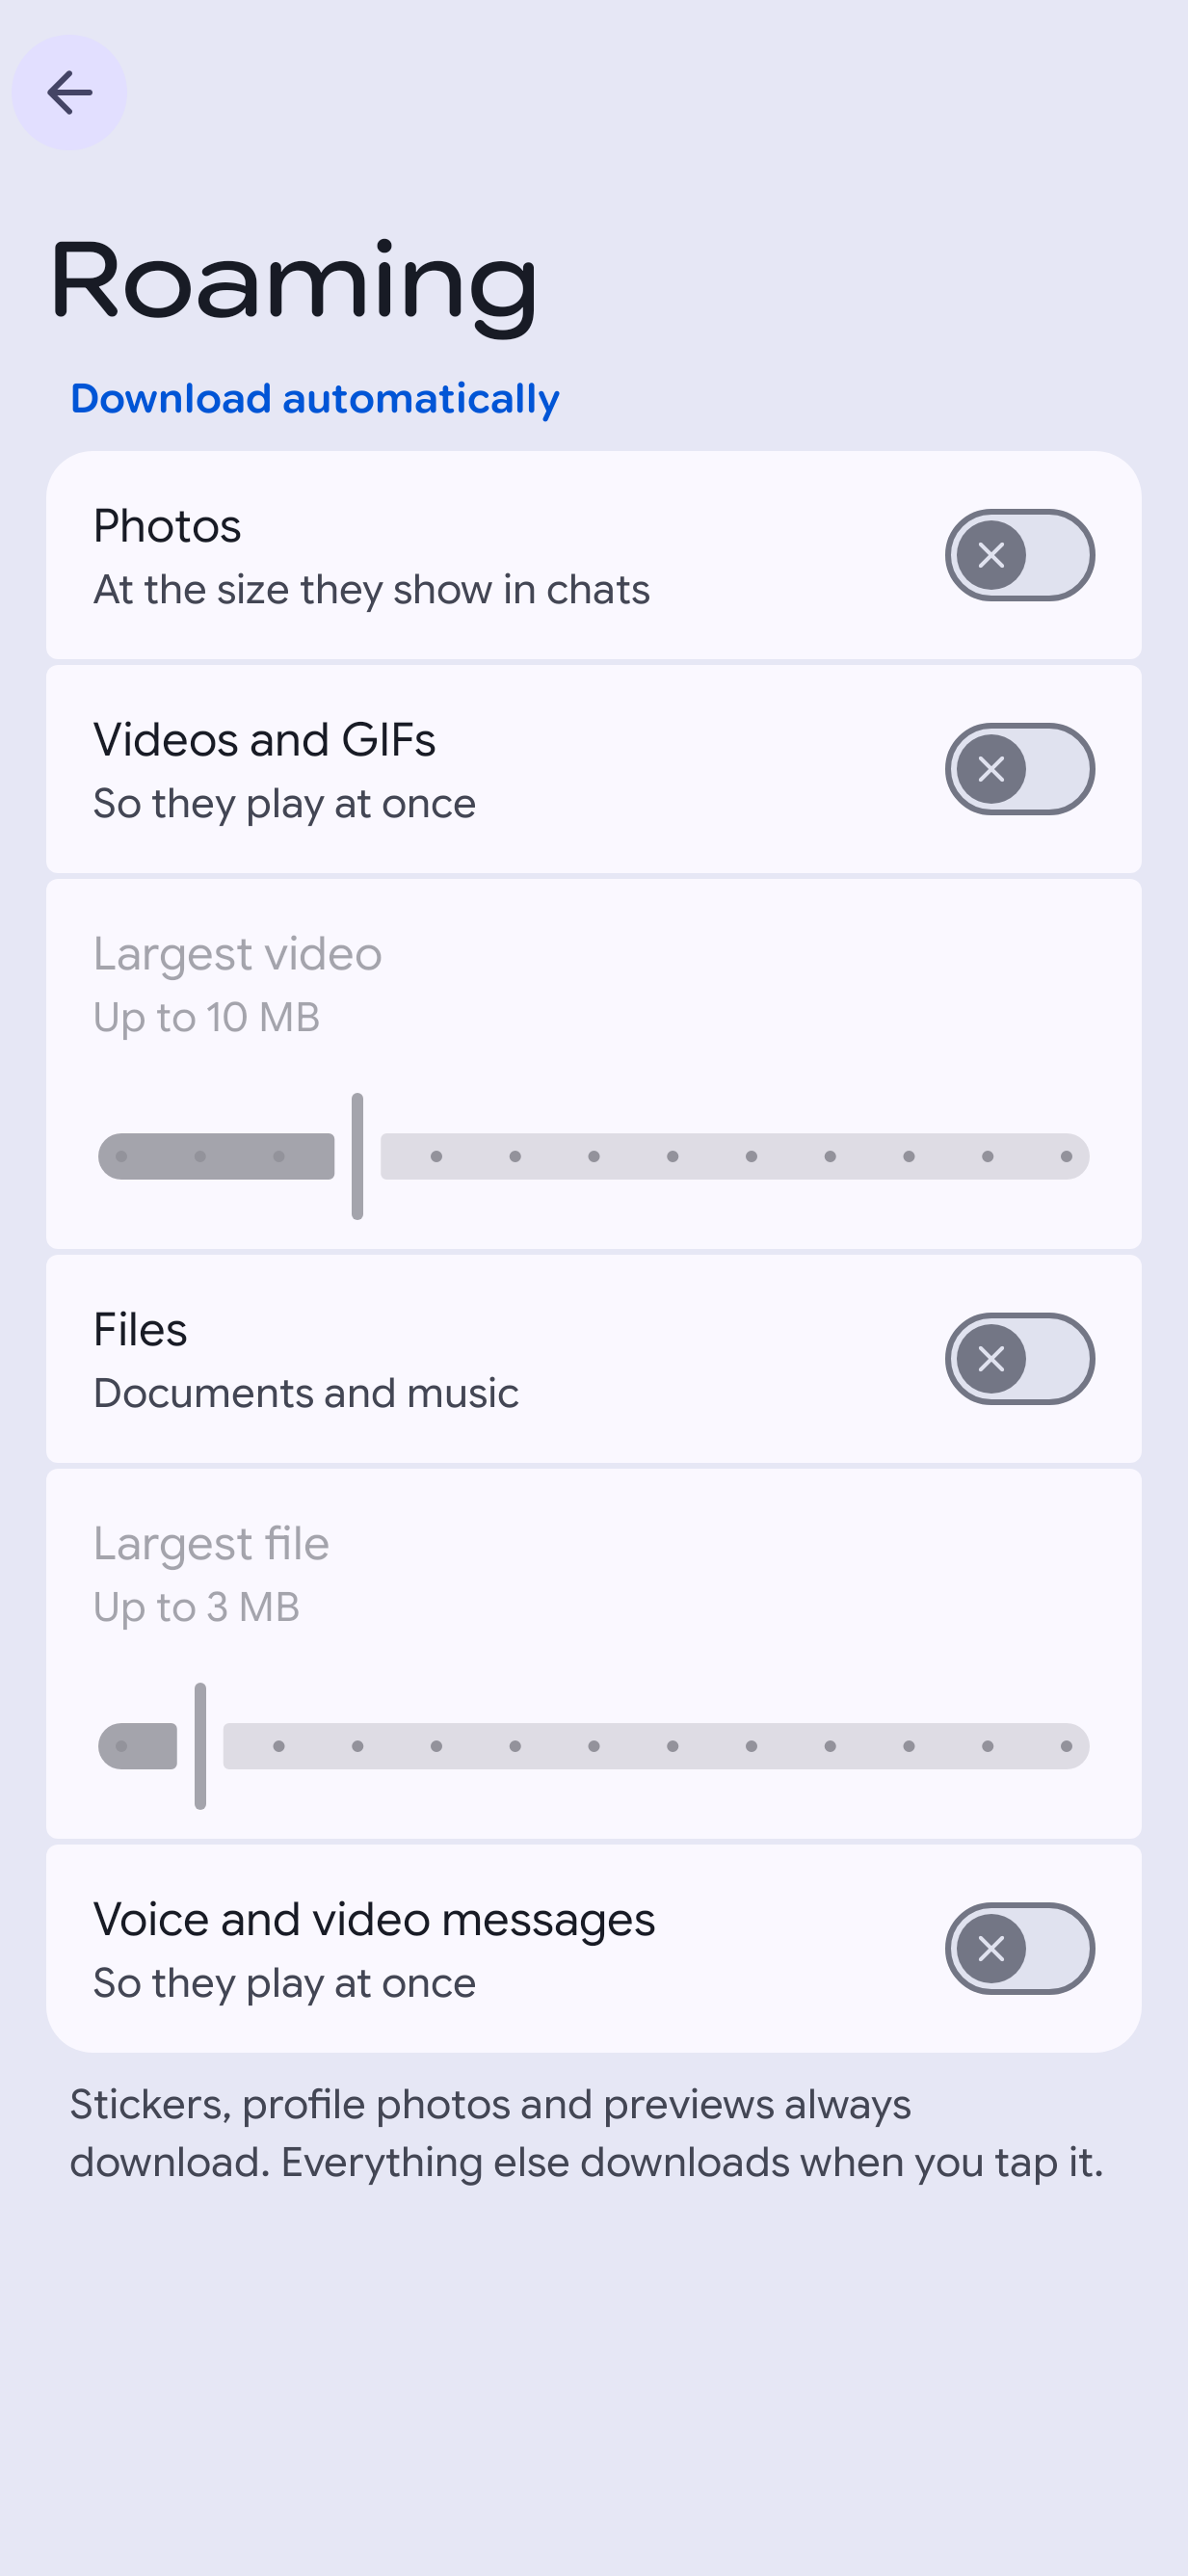 Roaming
Download automatically
Photos
At the size they show in chats
Videos and GIFs
So they play at once
Largest video
Up to 10 MB
Files
Documents and music
Largest file
Up to 3 MB
Voice and video messages
So they play at once
Stickers, profile photos and previews always
download. Everything else downloads when you tap it.